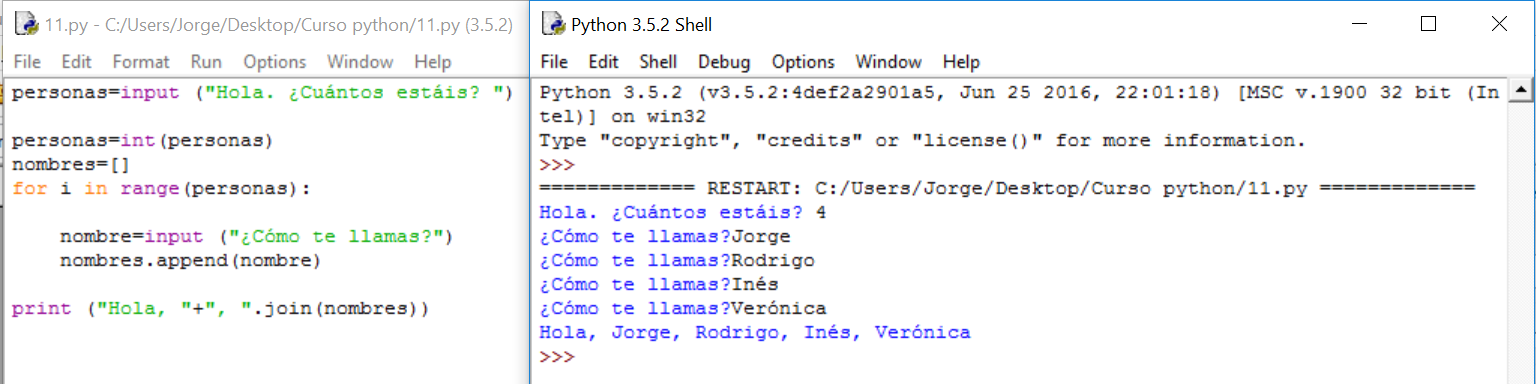 11.py - C:/Users/Jorge/Desktop/Curso python/11.py (3.5.2)
File Edit Format Run Options Window Help
personas=input ("Hola. ¿Cuántos estáis? ")
personas=int(personas)
nombres=[]
for i in range(personas):
    nombre=input ("¿Cómo te llamas?")
    nombres.append(nombre)
print ("Hola, "+", ".join(nombres))
Python 3.5.2 Shell
File Edit Shell Debug Options Window Help
Python 3.5.2 (v3.5.2:4def2a2901a5, Jun 25 2016, 22:01:18) [MSC v.1900 32 bit (In
tel)] on win32
Type "copyright", "credits" or "license()" for more information.
>>>
============= RESTART: C:/Users/Jorge/Desktop/Curso python/11.py =============
Hola. ¿Cuántos estáis? 4
¿Cómo te llamas?Jorge
¿Cómo te llamas?Rodrigo
¿Cómo te llamas?Inés
¿Cómo te llamas?Verónica
Hola, Jorge, Rodrigo, Inés, Verónica
>>>